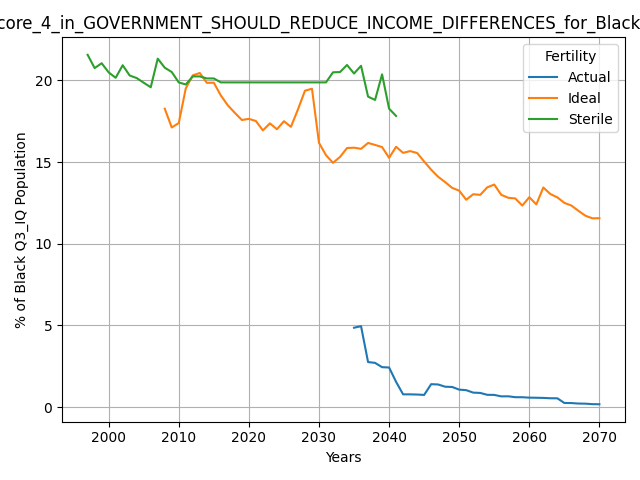 core_4_in_GOVERNMENT_SHOULD_REDUCE_INCOME_DIFFERENCES_for_Black
Fertility
Actual
Ideal
Sterile
% of Black Q3_IQ Population
20
15
10
5
0
2000 2010 2020 2030 2040 2050 2060 2070
Years